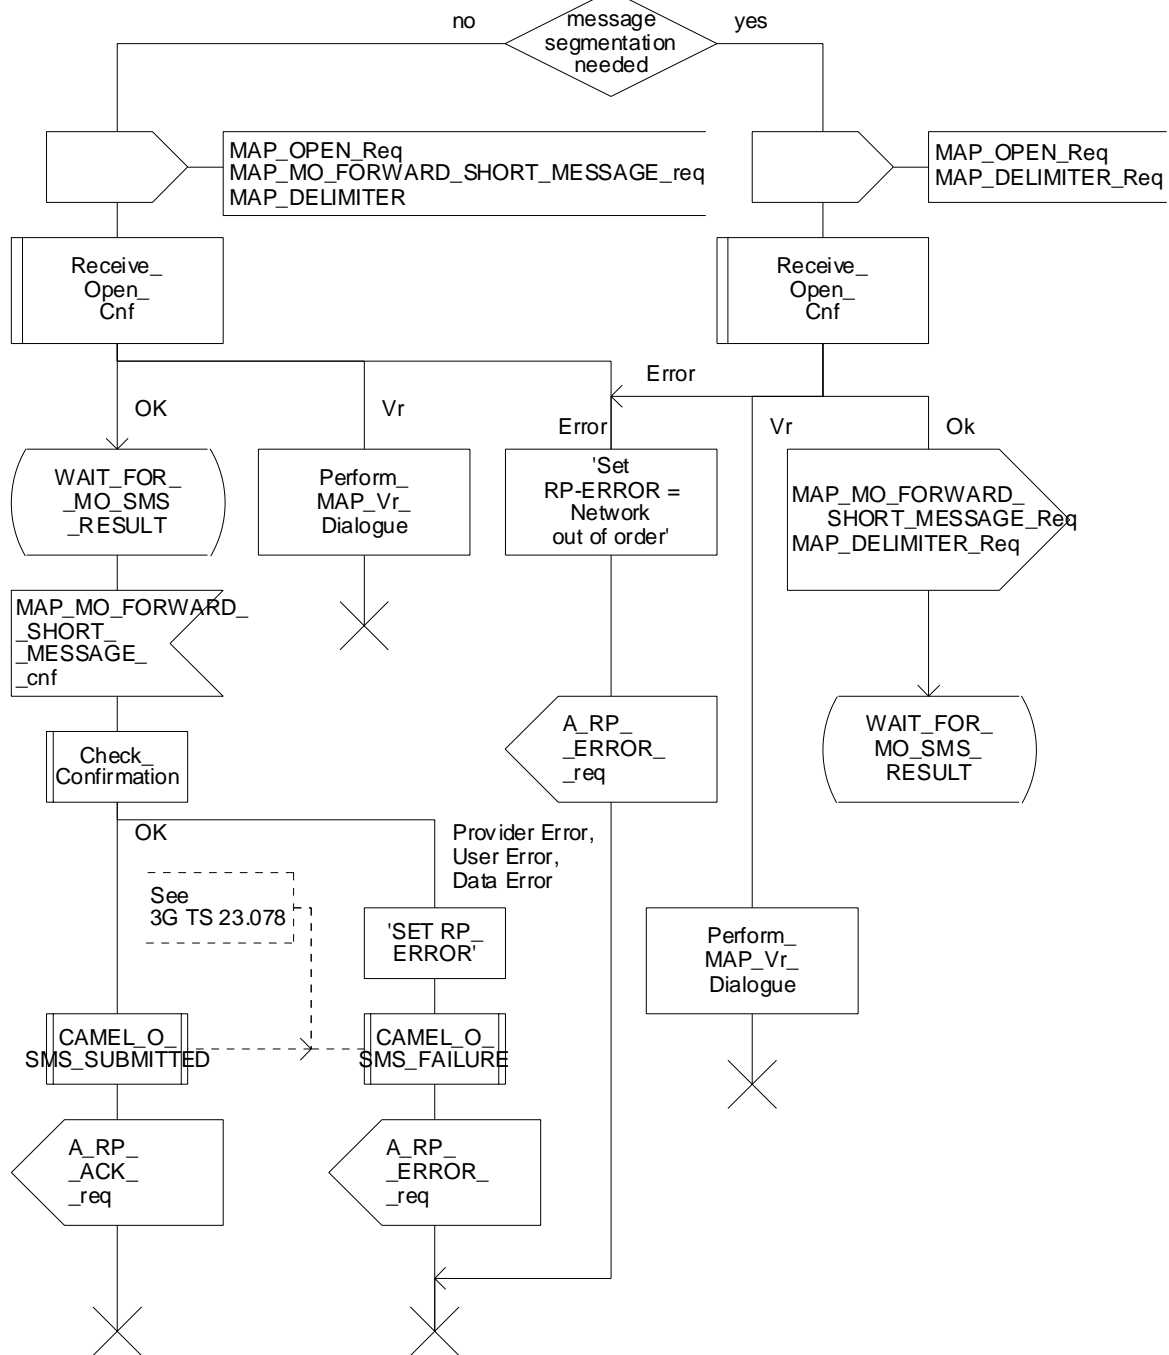 no
message
segmentation
needed
yes
MAP_OPEN_Req
MAP_MO_FORWARD_SHORT_MESSAGE_req
MAP_DELIMITER
MAP_OPEN_Req
MAP_DELIMITER_Req
Receive_
Open_
Cnf
Receive_
Open_
Cnf
Error
OK
Vr
Error
Vr
Ok
WAIT_FOR_
_MO_SMS
_RESULT
Perform_
MAP_Vr_
Dialogue
'Set
RP-ERROR =
Network
out of order'
MAP_MO_FORWARD_
SHORT_MESSAGE_Req
MAP_DELIMITER_Req
MAP_MO_FORWARD_
_SHORT_
_MESSAGE_
_cnf
A_RP_
_ERROR_
_req
WAIT_FOR_
MO_SMS_
RESULT
Check_
Confirmation
OK
Provider Error,
User Error,
Data Error
See
3G TS 23.078
'SET RP_
ERROR'
Perform_
MAP_Vr_
Dialogue
CAMEL_O_
SMS_SUBMITTED
CAMEL_O_
SMS_FAILURE
A_RP_
_ACK_
_req
A_RP_
_ERROR_
_req